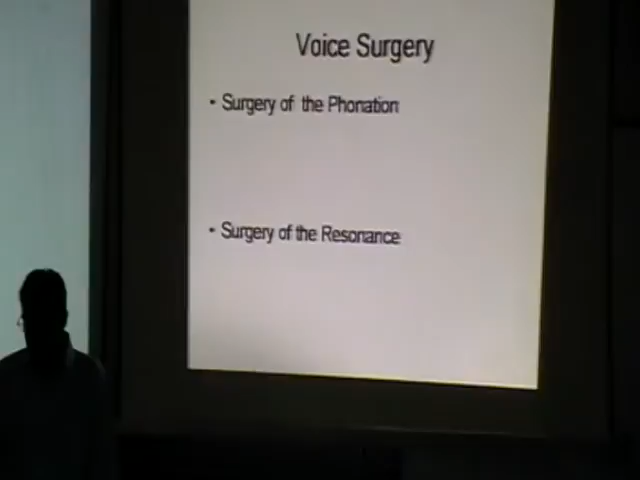 Voice Surgery
• Surgery of the Phonation
• Surgery of the Resonance